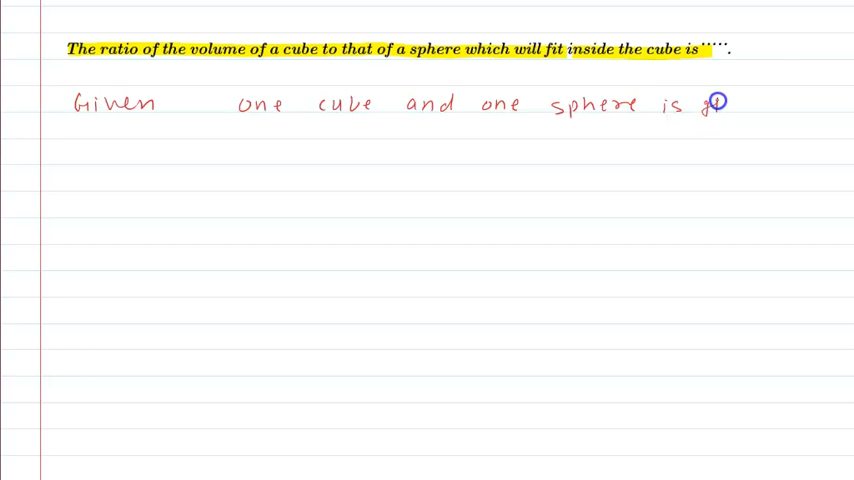 The ratio of the volume of a cube to that of a sphere which will fit inside the cube is ......
Given one cube and one sphere is